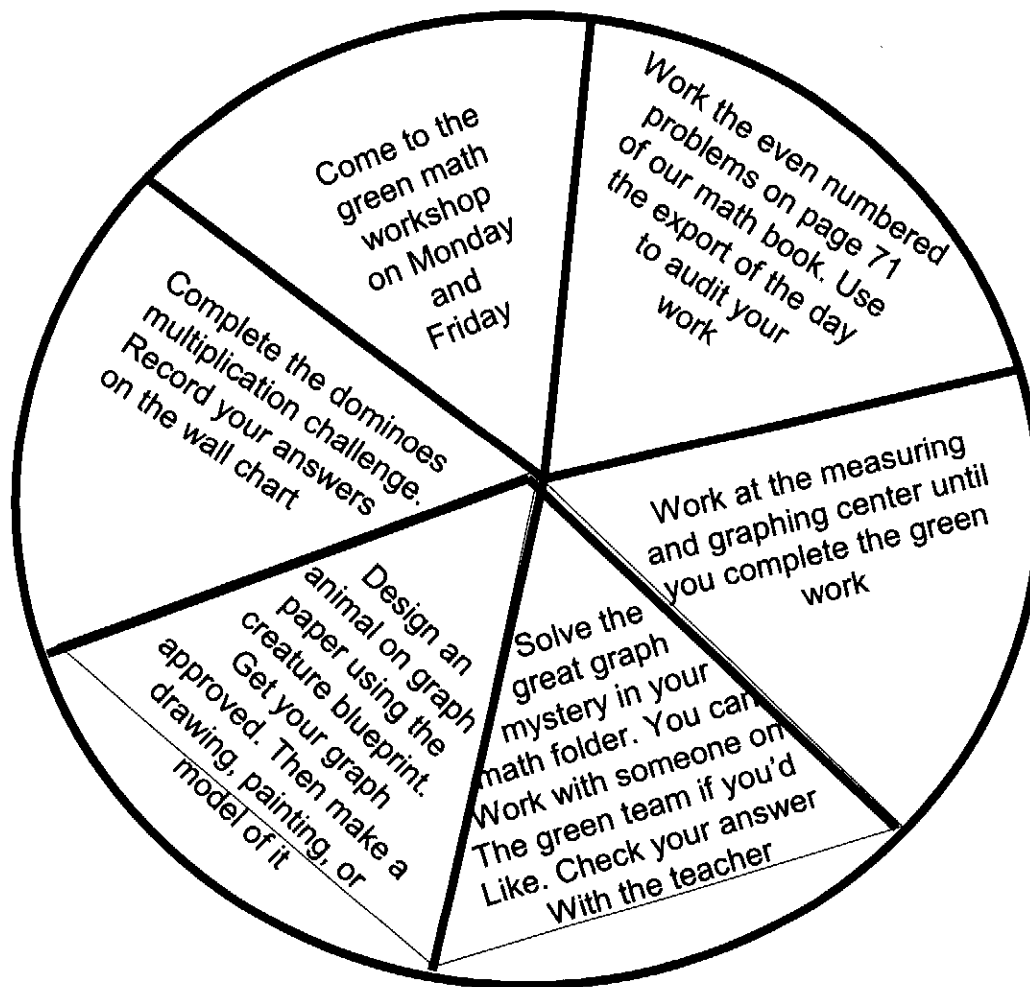 Come to the
green math
workshop
on Monday
and
Friday
Work the even numbered
problems on page 71
of our math book. Use
the export of the day
to audit your
work
Work at the measuring
and graphing center until
you complete the green
work
Solve the
great graph
mystery in your
math folder. You can
Work with someone on
The green team if you'd
Like. Check your answer
With the teacher
Design an
animal on graph
paper using the
creature blueprint.
Get your graph
approved. Then make a
drawing, painting, or
model of it
Complete the dominoes
multiplication challenge.
Record your answers
on the wall chart